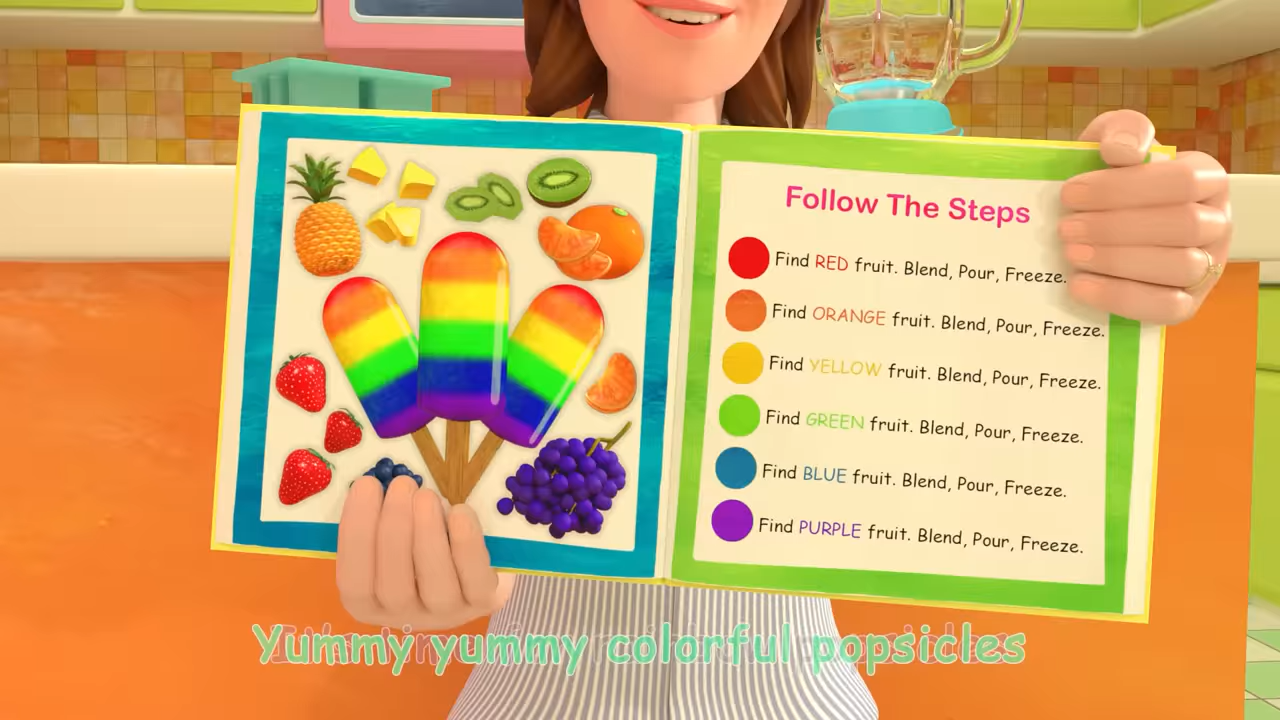 Follow The Steps
Find RED fruit. Blend, Pour, Freeze.
Find ORANGE fruit. Blend, Pour, Freeze.
Find YELLOW fruit. Blend, Pour, Freeze.
Find GREEN fruit. Blend, Pour, Freeze.
Find BLUE fruit. Blend, Pour, Freeze.
Find PURPLE fruit. Blend, Pour, Freeze.
Yummy yummy colorful popsicles